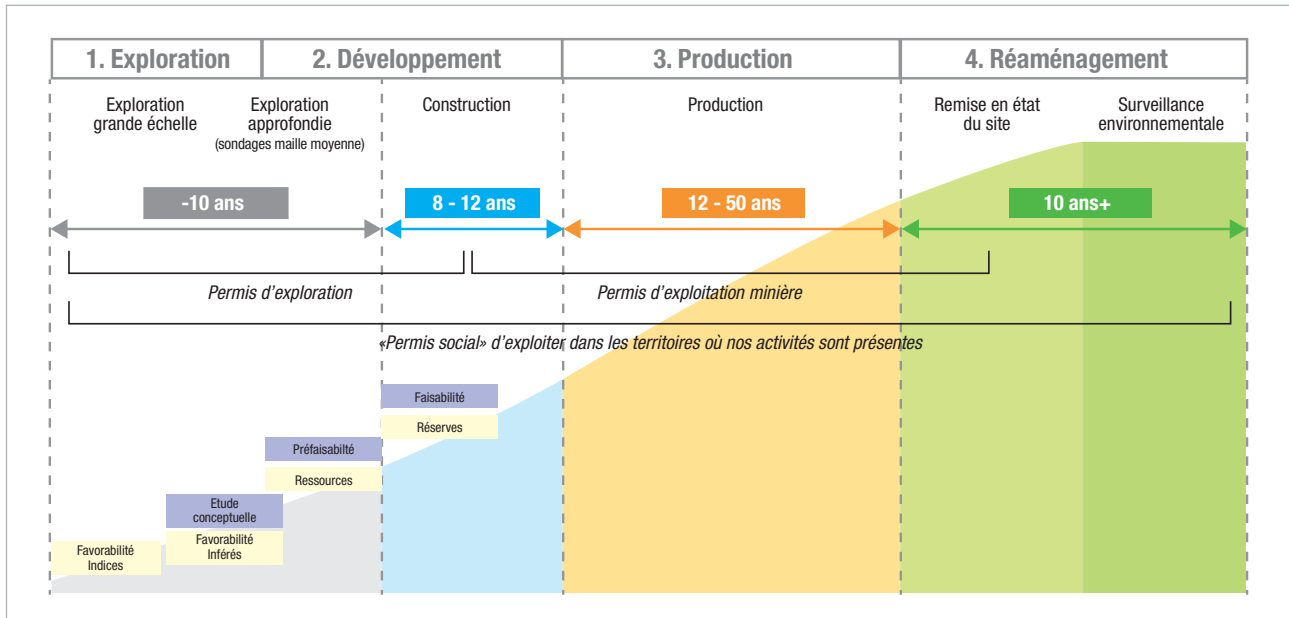 1. Exploration
2. Développement
3. Production
4. Réaménagement
Exploration
grande échelle
Exploration
approfondie
(sondages maille moyenne)
Construction
Production
Remise en état
du site
Surveillance
environnementale
-10 ans
8 - 12 ans
12 - 50 ans
10 ans+
Permis d'exploration
Permis d'exploitation minière
«Permis social» d'exploiter dans les territoires où nos activités sont présentes
Faisabilité
Réserves
Préfaisabilté
Ressources
Etude
conceptuelle
Favorabilité
Inférés
Favorabilité
Indices